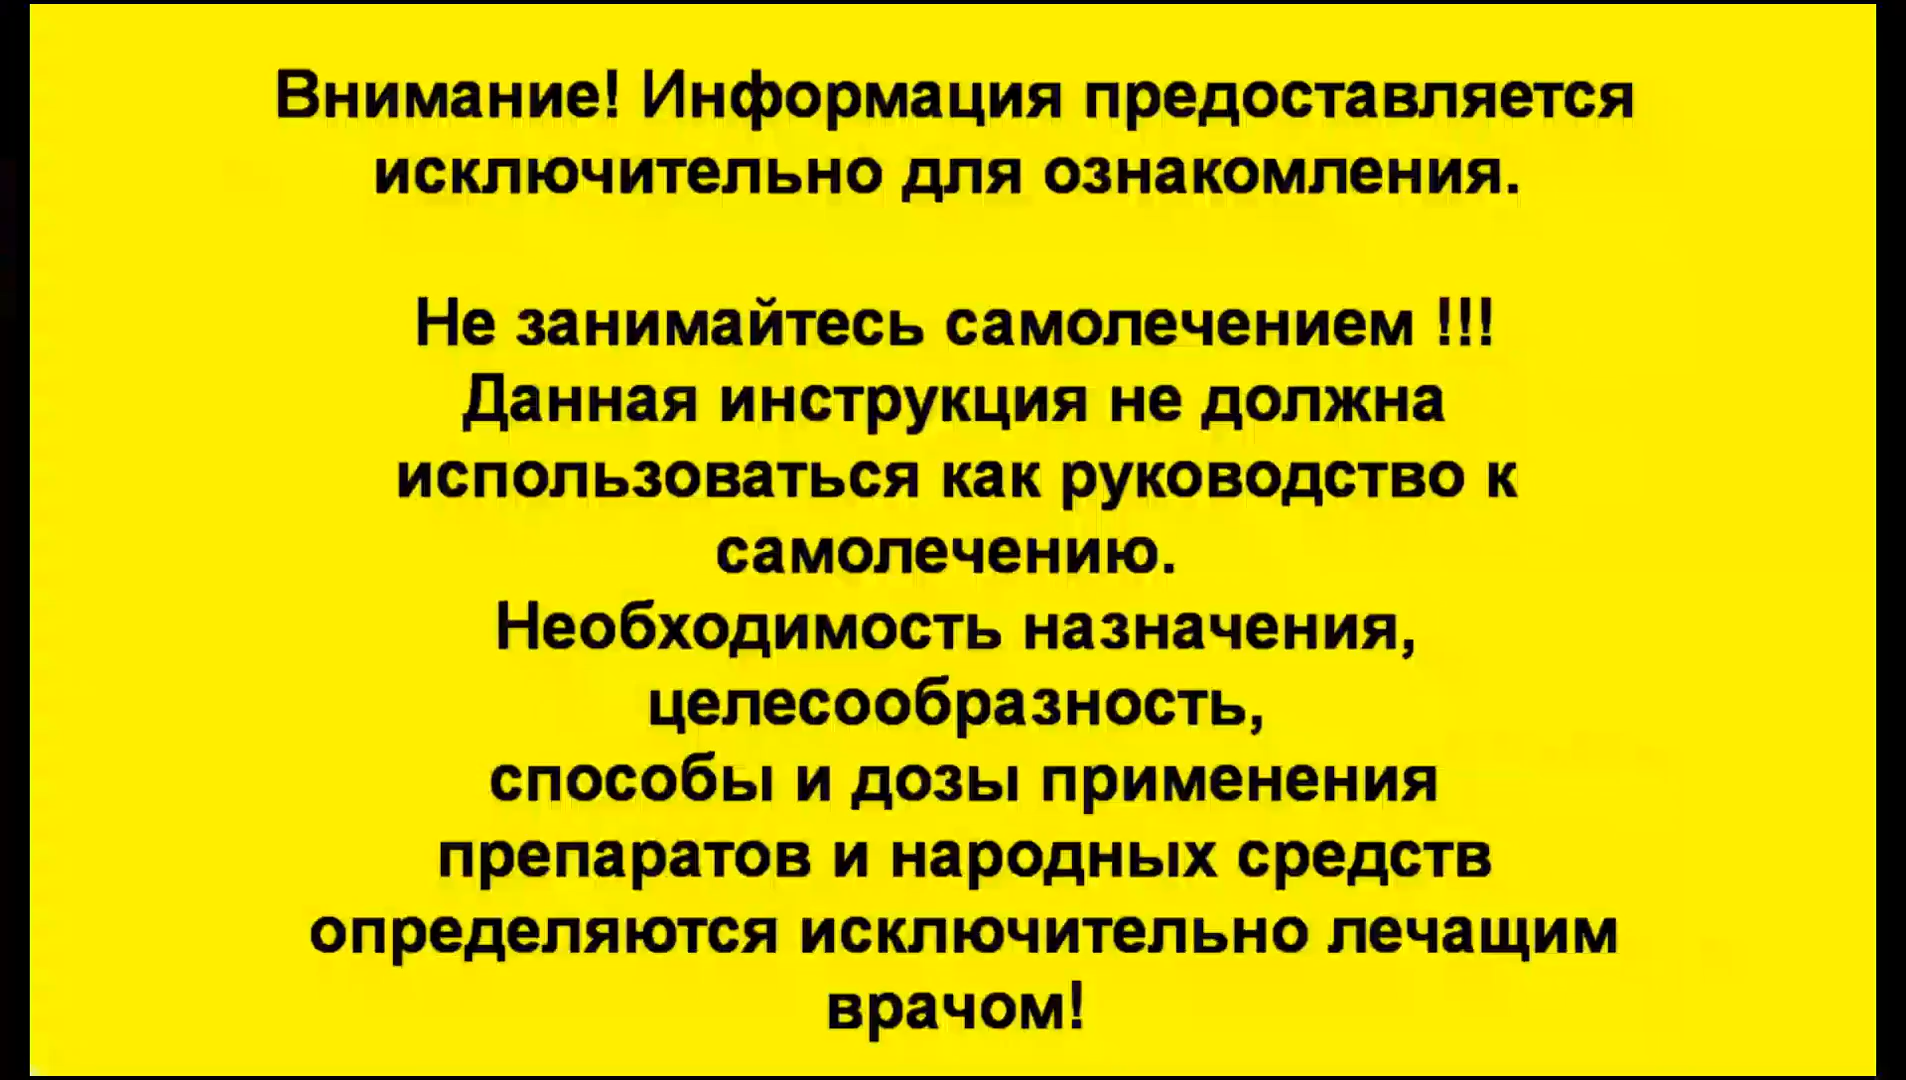 Внимание! Информация предоставляется
исключительно для ознакомления.
Не занимайтесь самолечением !!!
Данная инструкция не должна
использоваться как руководство к
самолечению.
Необходимость назначения,
целесообразность,
способы и дозы применения
препаратов и народных средств
определяются исключительно лечащим
врачом!